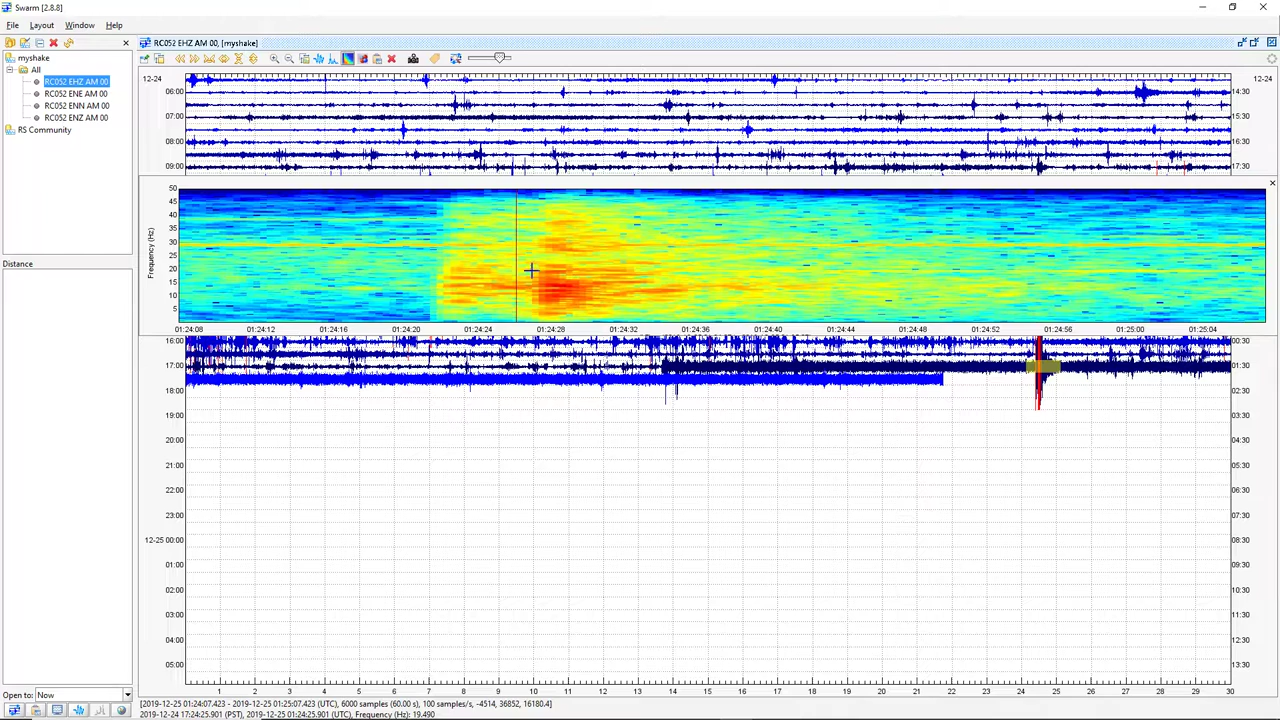 Swarm [2.8.8]
File Layout Window Help
RC052 EHZ AM 00, [myshake]
myshake
All
RC052 EHZ AM 00
RC052 ENE AM 00
RC052 ENN AM 00
RC052 ENZ AM 00
RS Community
Distance
12-24 12-24
06:00 14:30
07:00 15:30
08:00 16:30
09:00 17:30
Frequency (Hz)
50
45
40
35
30
25
20
15
10
5
01:24:08 01:24:12 01:24:16 01:24:20 01:24:24 01:24:28 01:24:32 01:24:36 01:24:40 01:24:44 01:24:48 01:24:52 01:24:56 01:25:00 01:25:04
16:00 00:30
17:00 01:30
18:00 02:30
19:00 03:30
20:00 04:30
21:00 05:30
22:00 06:30
23:00 07:30
12-25 00:00 08:30
01:00 09:30
02:00 10:30
03:00 11:30
04:00 12:30
05:00 13:30
1 2 3 4 5 6 7 8 9 10 11 12 13 14 15 16 17 18 19 20 21 22 23 24 25 26 27 28 29 30
Open to: Now
[2019-12-25 01:24:07.423 - 2019-12-25 01:25:07.423 (UTC), 6000 samples (60.00 s), 100 samples/s, -4514, 36852, 16180.4]
2019-12-24 17:24:25.901 (PST), 2019-12-25 01:24:25.901 (UTC), Frequency (Hz): 19.490